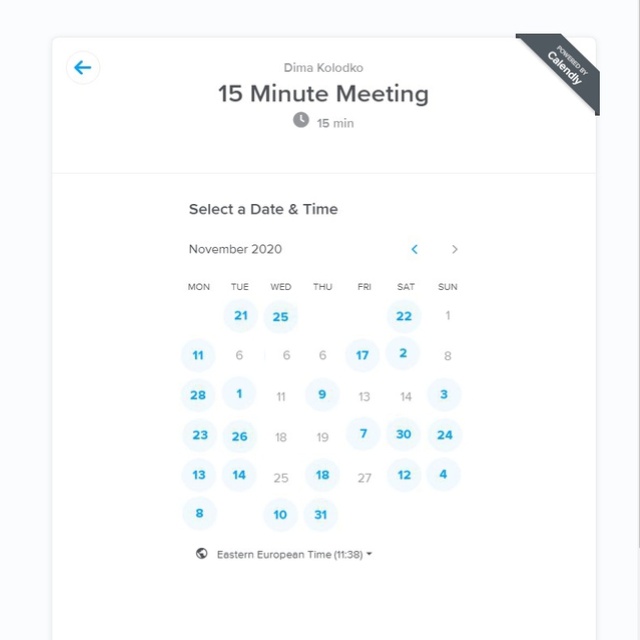 POWERED BY
Calendly
Dima Kolodko
15 Minute Meeting
15 min
Select a Date & Time
November 2020
MON TUE WED THU FRI SAT SUN
21 25 22 1
11 6 6 6 17 2 8
28 1 11 9 13 14 3
23 26 18 19 7 30 24
13 14 25 18 27 12 4
8 10 31
Eastern European Time (11:38)